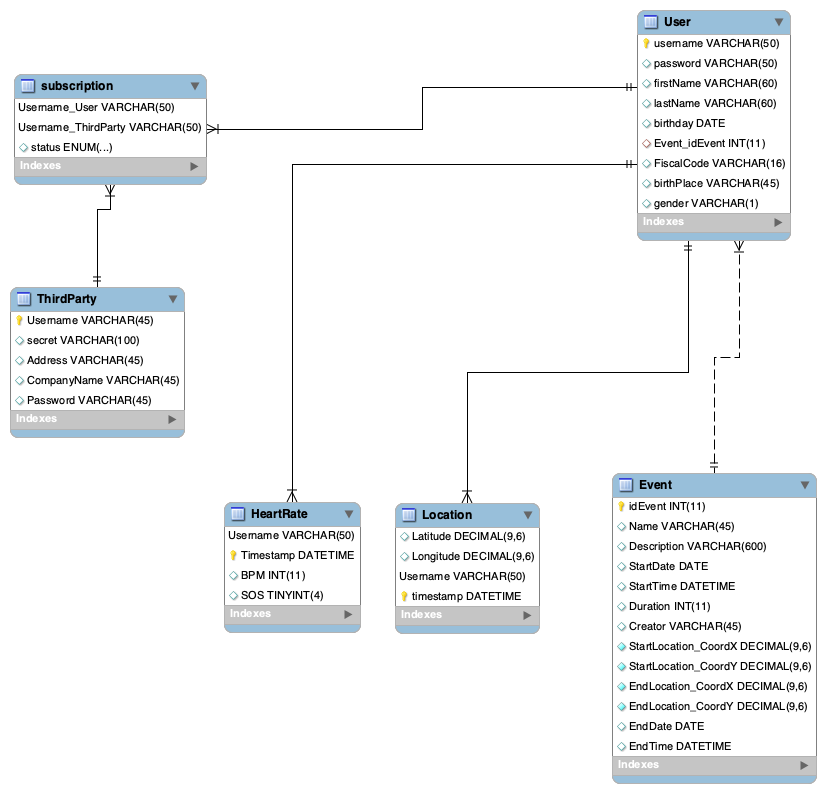 User
username VARCHAR(50)
password VARCHAR(50)
firstName VARCHAR(60)
lastName VARCHAR(60)
birthday DATE
Event_idEvent INT(11)
FiscalCode VARCHAR(16)
birthPlace VARCHAR(45)
gender VARCHAR(1)
Indexes
subscription
Username_User VARCHAR(50)
Username_ThirdParty VARCHAR(50)
status ENUM(...)
Indexes
ThirdParty
Username VARCHAR(45)
secret VARCHAR(100)
Address VARCHAR(45)
CompanyName VARCHAR(45)
Password VARCHAR(45)
Indexes
HeartRate
Username VARCHAR(50)
Timestamp DATETIME
BPM INT(11)
SOS TINYINT(4)
Indexes
Location
Latitude DECIMAL(9,6)
Longitude DECIMAL(9,6)
Username VARCHAR(50)
timestamp DATETIME
Indexes
Event
idEvent INT(11)
Name VARCHAR(45)
Description VARCHAR(600)
StartDate DATE
StartTime DATETIME
Duration INT(11)
Creator VARCHAR(45)
StartLocation_CoordX DECIMAL(9,6)
StartLocation_CoordY DECIMAL(9,6)
EndLocation_CoordX DECIMAL(9,6)
EndLocation_CoordY DECIMAL(9,6)
EndDate DATE
EndTime DATETIME
Indexes